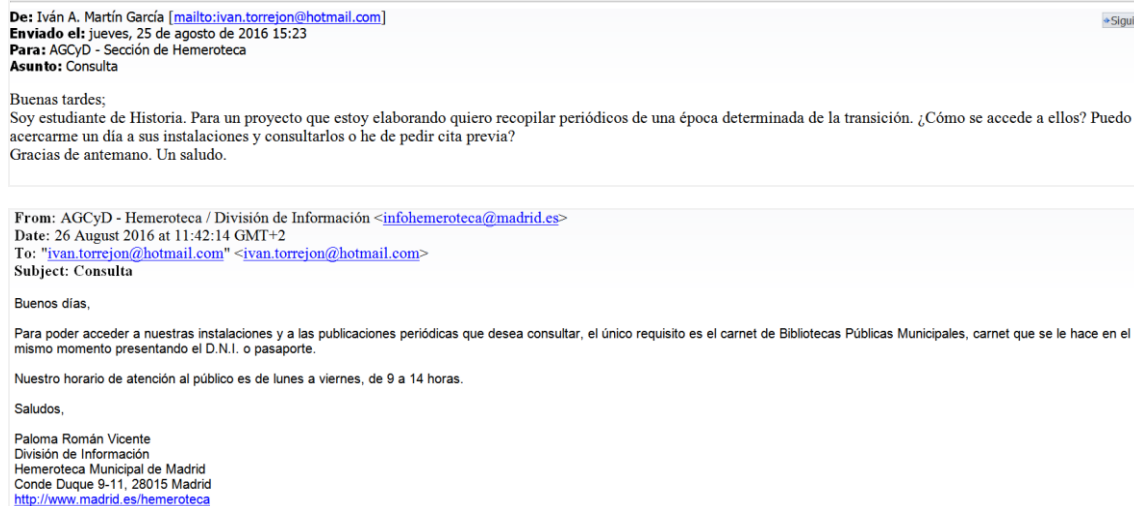 De: Iván A. Martín García [mailto:ivan.torrejon@hotmail.com]
Enviado el: jueves, 25 de agosto de 2016 15:23
Para: AGCyD - Sección de Hemeroteca
Asunto: Consulta
Buenas tardes;
Soy estudiante de Historia. Para un proyecto que estoy elaborando quiero recopilar periódicos de una época determinada de la transición. ¿Cómo se accede a ellos? Puedo
acercarme un día a sus instalaciones y consultarlos o he de pedir cita previa?
Gracias de antemano. Un saludo.
From: AGCyD - Hemeroteca / División de Información <infohemeroteca@madrid.es>
Date: 26 August 2016 at 11:42:14 GMT+2
To: "ivan.torrejon@hotmail.com" <ivan.torrejon@hotmail.com>
Subject: Consulta
Buenos días,
Para poder acceder a nuestras instalaciones y a las publicaciones periódicas que desea consultar, el único requisito es el carnet de Bibliotecas Públicas Municipales, carnet que se le hace en el
mismo momento presentando el D.N.I. o pasaporte.
Nuestro horario de atención al público es de lunes a viernes, de 9 a 14 horas.
Saludos,
Paloma Román Vicente
División de Información
Hemeroteca Municipal de Madrid
Conde Duque 9-11, 28015 Madrid
http://www.madrid.es/hemeroteca